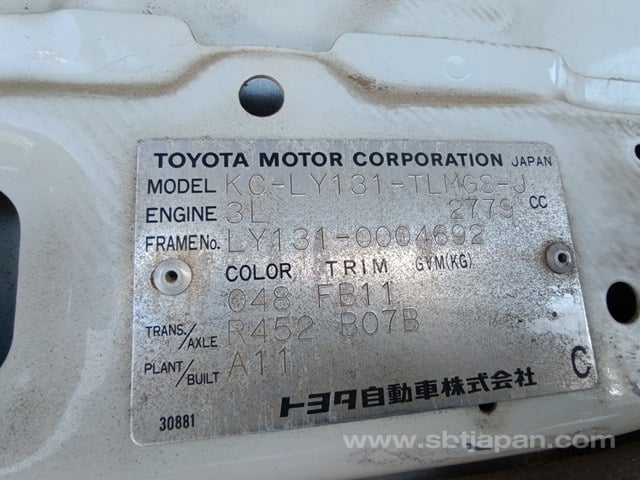 TOYOTA MOTOR CORPORATION JAPAN
MODEL KC-LY131-TLMGS-J
ENGINE 3L 2779 CC
FRAME No. LY131-0004692
COLOR TRIM GVM(KG)
048 FB11
TRANS./AXLE R452 B07B
PLANT/BUILT A11 C
トヨタ自動車株式会社
30881
www.sbtjapan.com